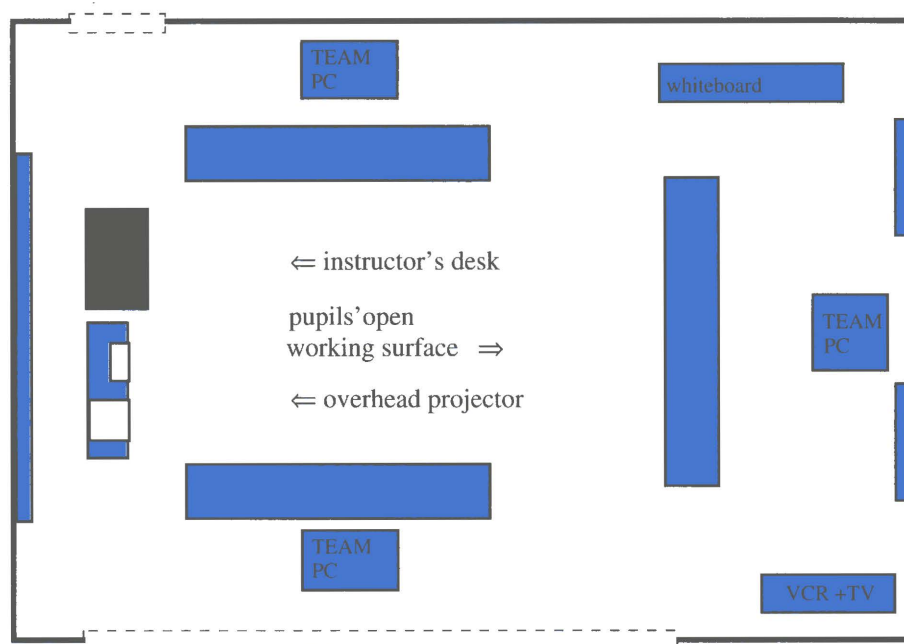 TEAM
PC
whiteboard
⇐ instructor's desk
pupils'open
working surface ⇒
⇐ overhead projector
TEAM
PC
TEAM
PC
VCR +TV